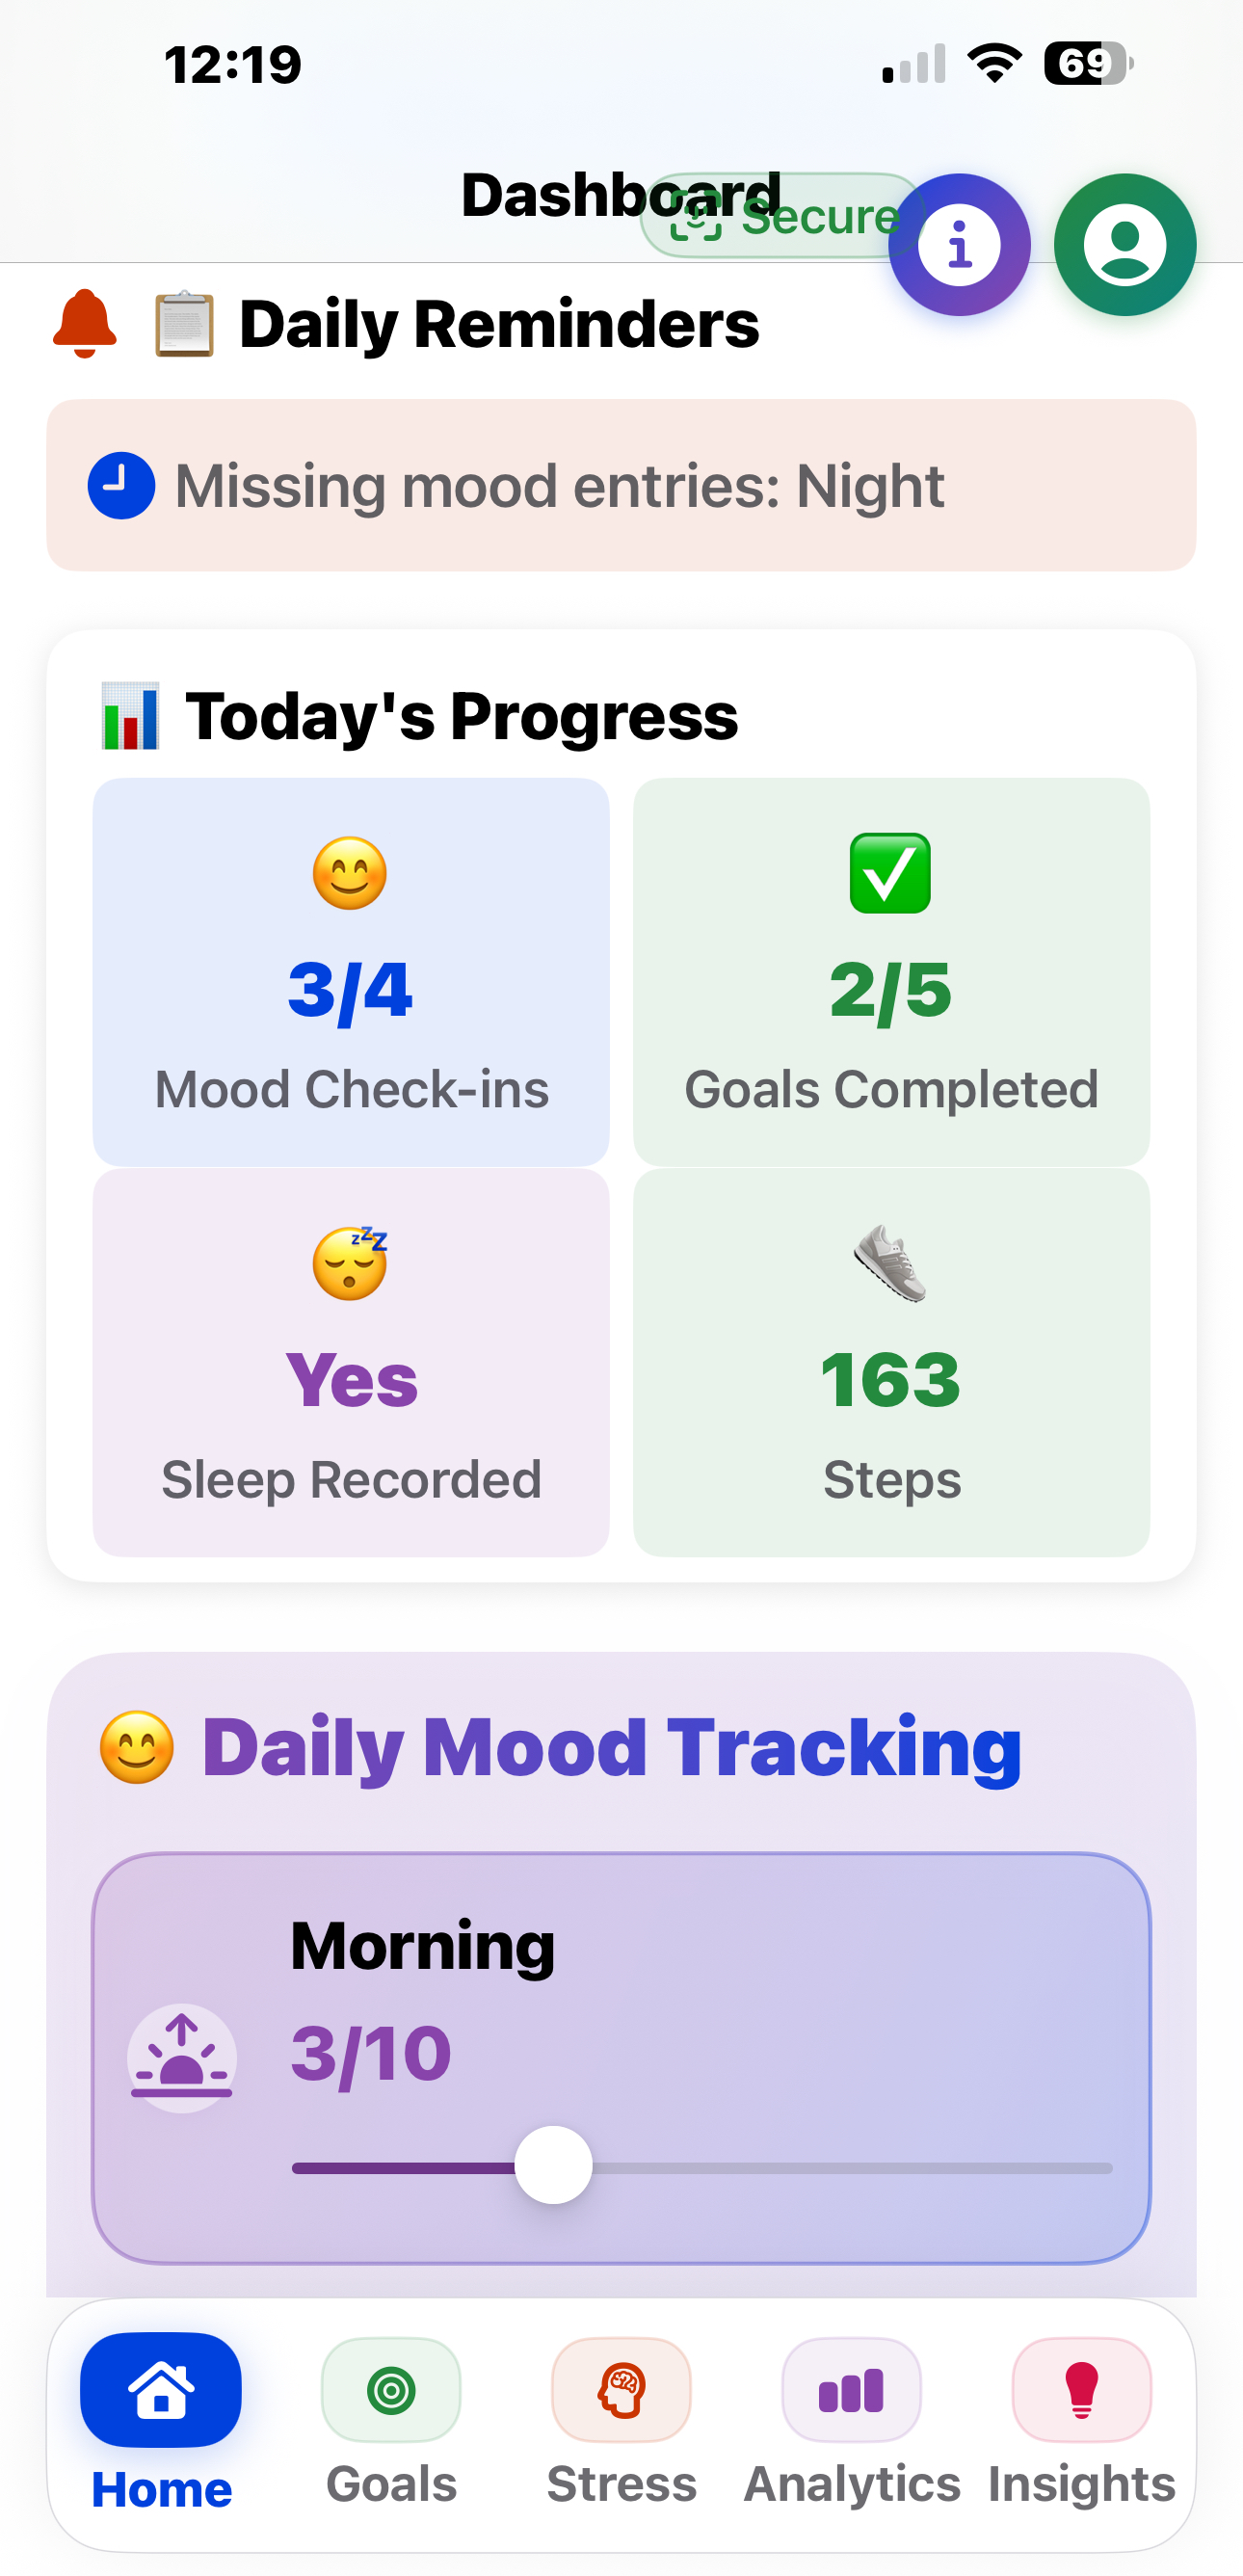 12:19
69
Dashboard
Secure
Daily Reminders
Missing mood entries: Night
Today's Progress
3/4
2/5
Mood Check-ins
Goals Completed
Yes
163
Sleep Recorded
Steps
Daily Mood Tracking
Morning
3/10
Home
Goals
Stress
Analytics
Insights